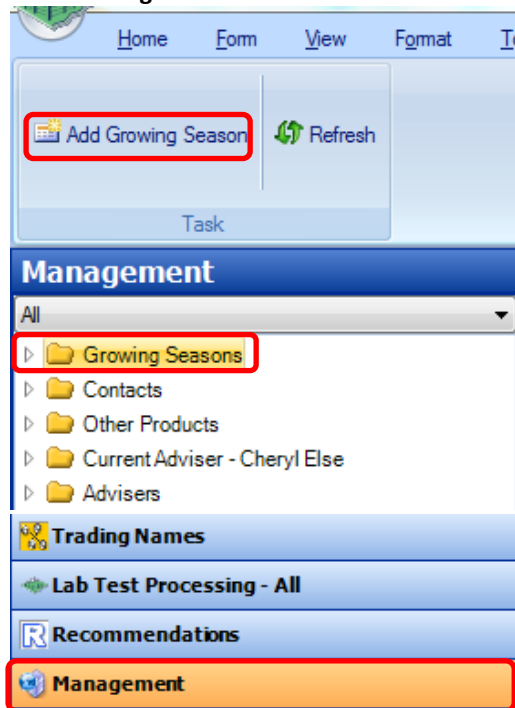 Home Form View Format
Add Growing Season Refresh
Task
Management
All
Growing Seasons
Contacts
Other Products
Current Adviser - Cheryl Else
Advisers
Trading Names
Lab Test Processing - All
Recommendations
Management